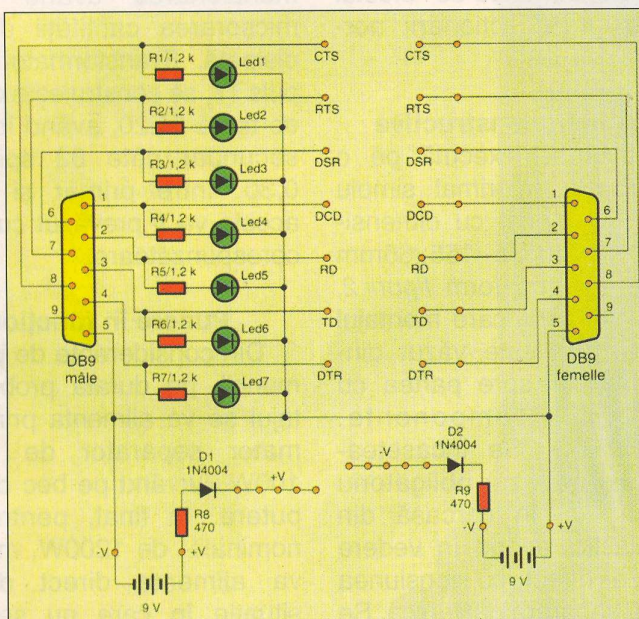 CTS
CTS
R1/1,2 k
Led1
RTS
RTS
R2/1,2 k
Led2
DSR
DSR
R3/1,2 k
Led3
DCD
DCD
R4/1,2 k
Led4
RD
RD
R5/1,2 k
Led5
TD
TD
R6/1,2 k
Led6
DTR
DTR
R7/1,2 k
Led7
1
6
2
7
3
8
4
9
5
DB9
mâle
1
6
2
7
3
8
4
9
5
DB9
femelle
D1
1N4004
+V
R8
470
-V
+V
9 V
D2
1N4004
-V
R9
470
-V
+V
9 V